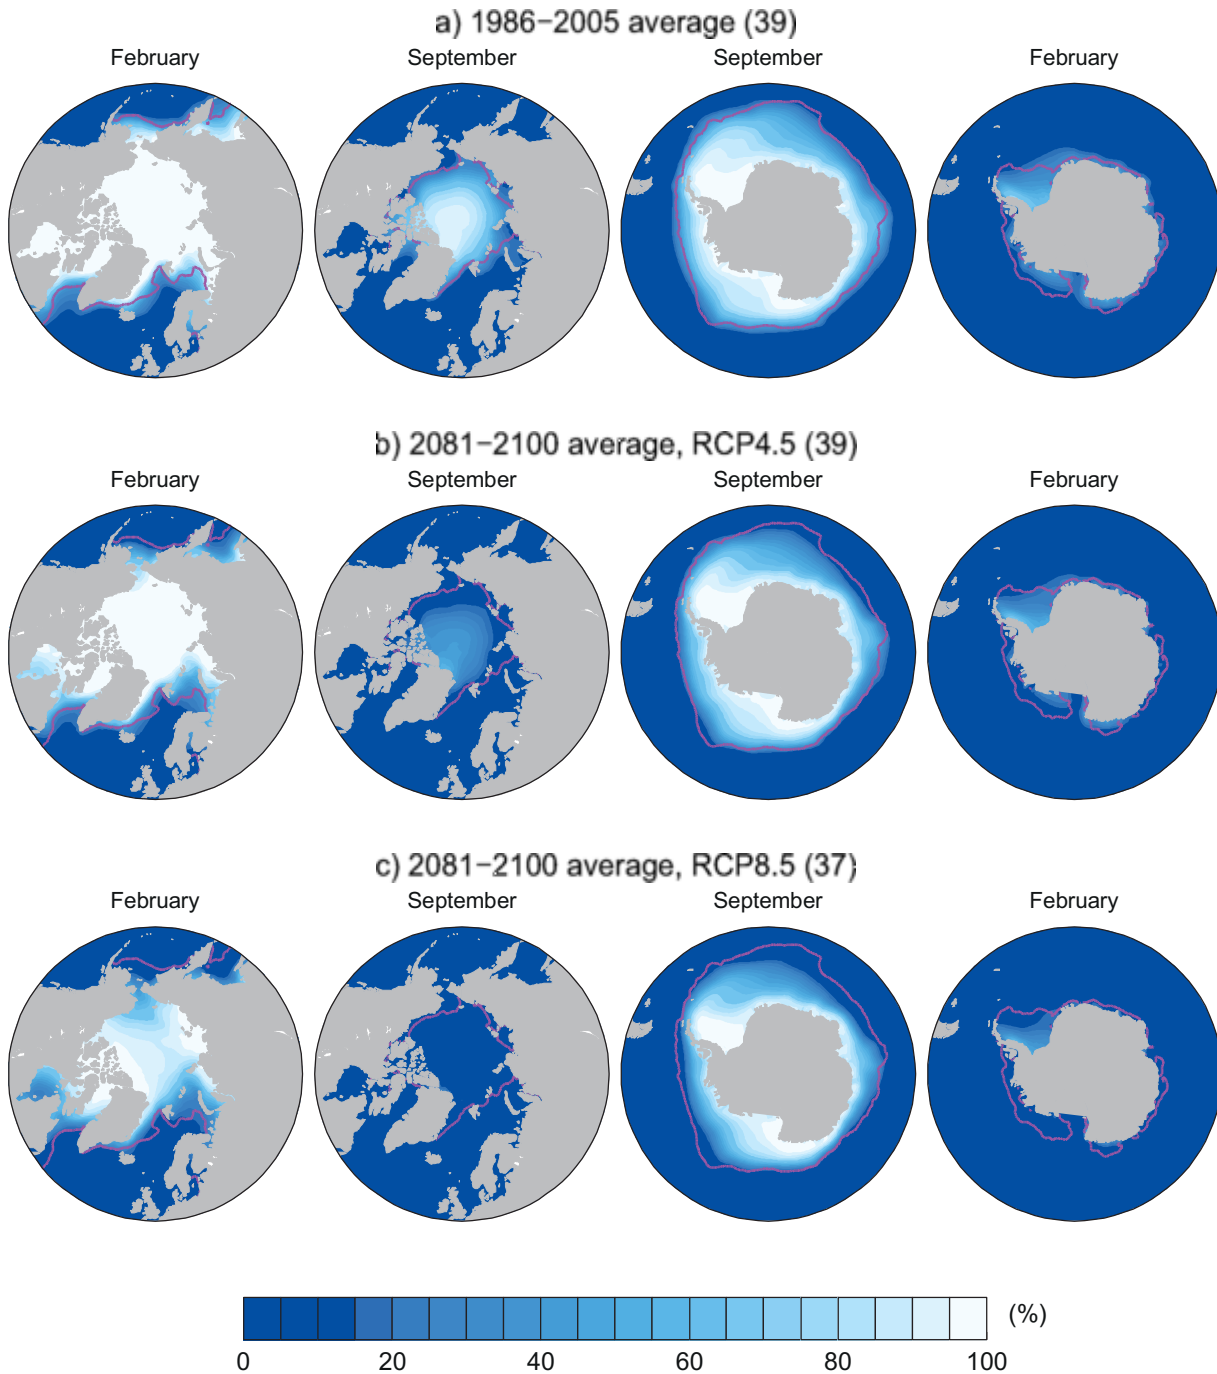 a) 1986−2005 average (39)
February September September February
b) 2081−2100 average, RCP4.5 (39)
February September September February
c) 2081−2100 average, RCP8.5 (37)
February September September February
(%)
0 20 40 60 80 100